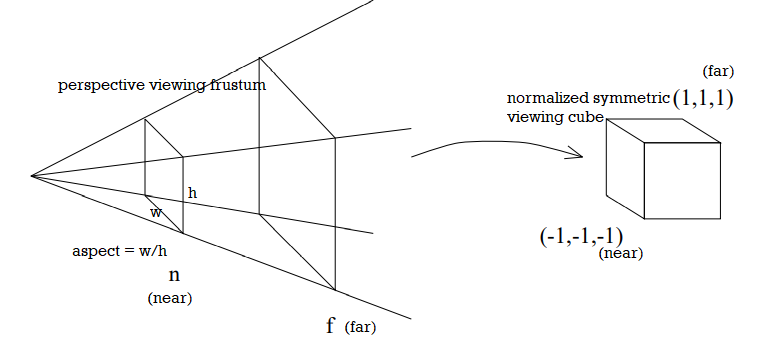 perspective viewing frustum
h
w
aspect = w/h
n
(near)
f (far)
(far)
normalized symmetric (1,1,1)
viewing cube
(-1,-1,-1)
(near)